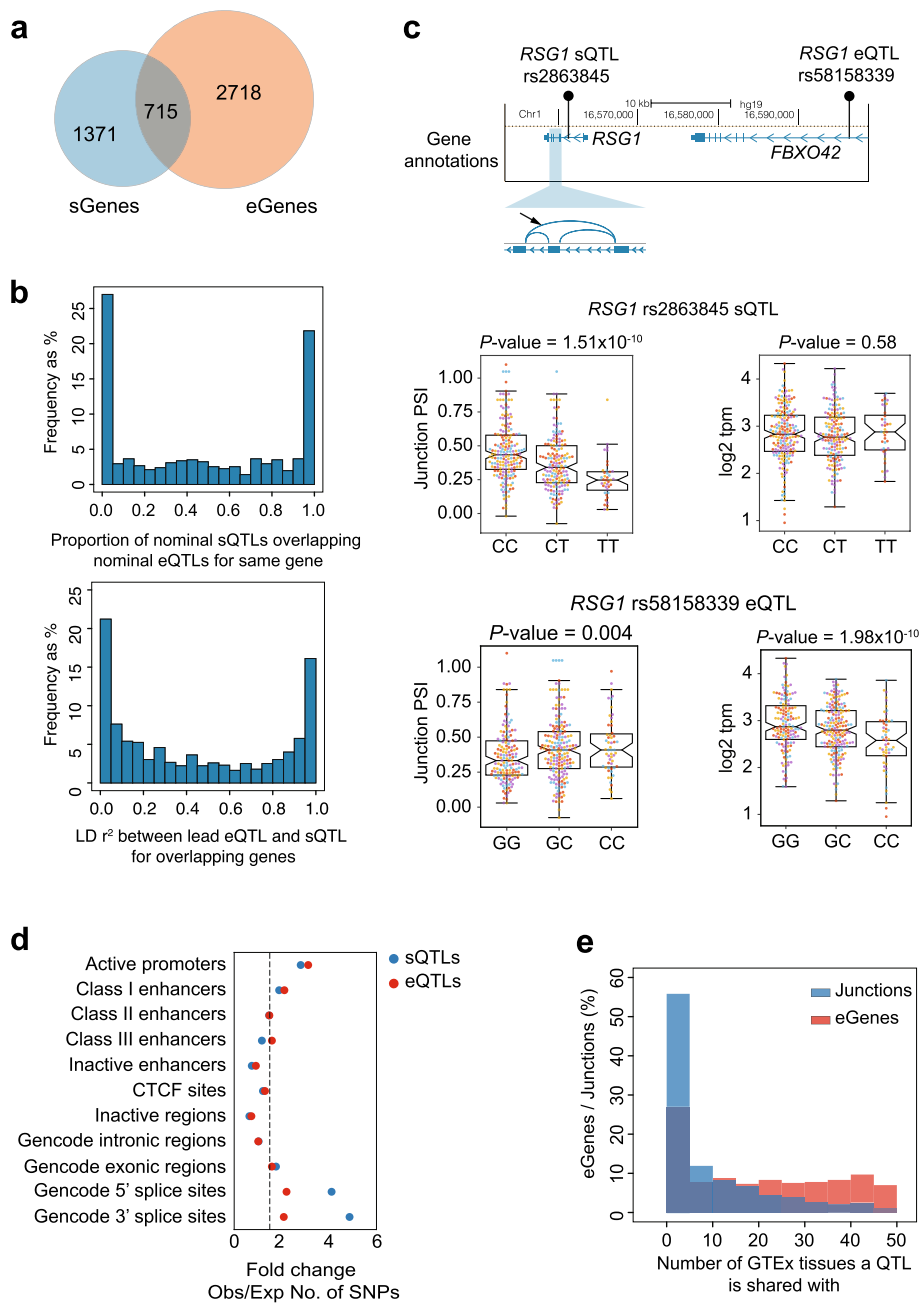 a
1371
715
2718
sGenes
eGenes
b
Frequency as %
0
5
10
15
20
25
0.0
0.2
0.4
0.6
0.8
1.0
Proportion of nominal sQTLs overlapping
nominal eQTLs for same gene
Frequency as %
0
5
10
15
20
25
0.0
0.2
0.4
0.6
0.8
1.0
LD r² between lead eQTL and sQTL
for overlapping genes
c
RSG1 sQTL
rs2863845
RSG1 eQTL
rs58158339
10 kb
hg19
Chr1
16,570,000
16,580,000
16,590,000
Gene
annotations
RSG1
FBXO42
RSG1 rs2863845 sQTL
P-value = 1.51x10⁻¹⁰
Junction PSI
1.00
0.75
0.50
0.25
0.00
CC
CT
TT
P-value = 0.58
log2 tpm
4
3
2
1
CC
CT
TT
RSG1 rs58158339 eQTL
P-value = 0.004
Junction PSI
1.00
0.75
0.50
0.25
0.00
GG
GC
CC
P-value = 1.98x10⁻¹⁰
log2 tpm
4
3
2
1
GG
GC
CC
d
sQTLs
eQTLs
Active promoters
Class I enhancers
Class II enhancers
Class III enhancers
Inactive enhancers
CTCF sites
Inactive regions
Gencode intronic regions
Gencode exonic regions
Gencode 5' splice sites
Gencode 3' splice sites
0
2
4
6
Fold change
Obs/Exp No. of SNPs
e
eGenes / Junctions (%)
0
10
20
30
40
50
60
Junctions
eGenes
0
10
20
30
40
50
Number of GTEx tissues a QTL
is shared with